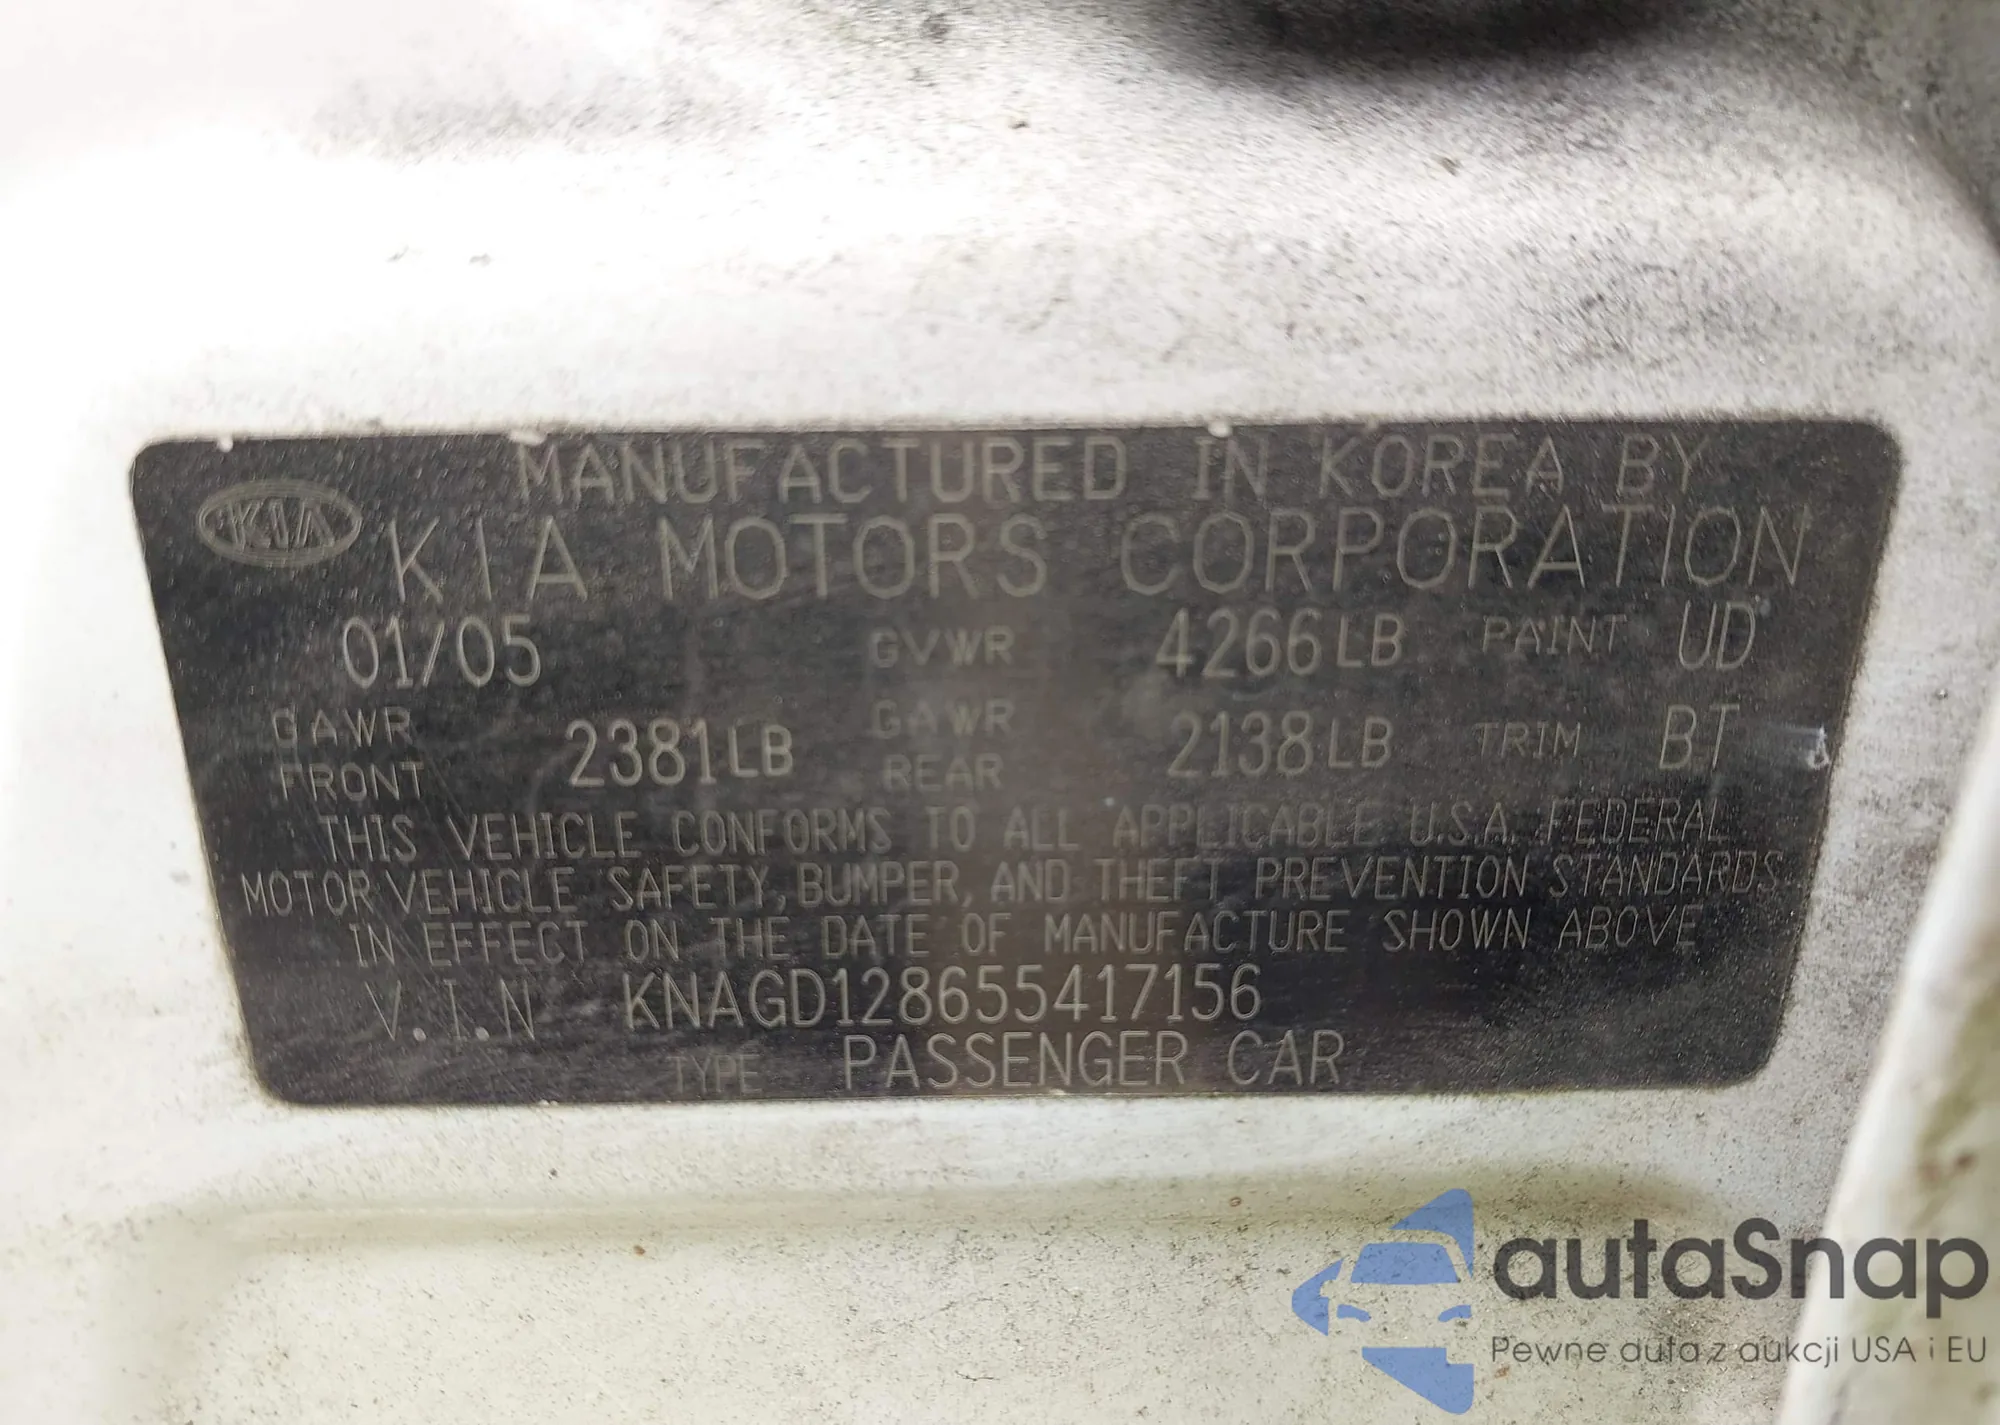 MANUFACTURED IN KOREA BY
KIA KIA MOTORS CORPORATION
01/05 GVWR 4266LB PAINT UD
GAWR FRONT 2381LB GAWR REAR 2138LB TRIM BT
THIS VEHICLE CONFORMS TO ALL APPLICABLE U.S.A. FEDERAL
MOTOR VEHICLE SAFETY, BUMPER, AND THEFT PREVENTION STANDARDS
IN EFFECT ON THE DATE OF MANUFACTURE SHOWN ABOVE
V.I.N KNAGD128655417156
TYPE PASSENGER CAR
autaSnap
Pewne auta z aukcji USA i EU